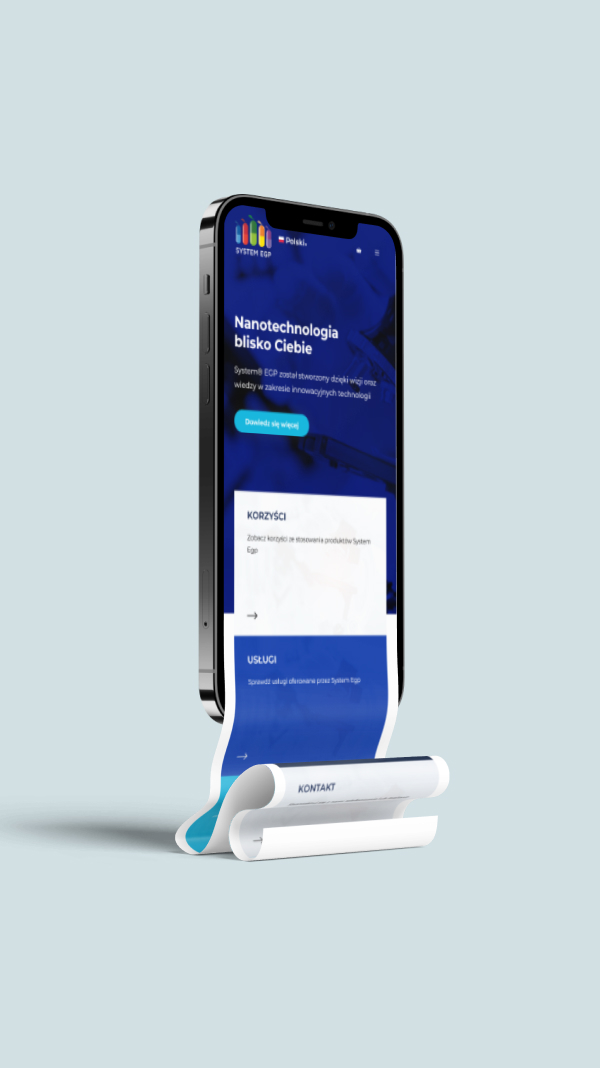 SYSTEM EGP
Polski
Nanotechnologia
blisko Ciebie
System® EGP został stworzony dzięki wizji oraz
wiedzy w zakresie innowacyjnych technologii
Dowiedz się więcej
KORZYŚCI
Zobacz korzyści ze stosowania produktów System
Egp
USŁUGI
Sprawdź usługi oferowane przez System Egp
KONTAKT